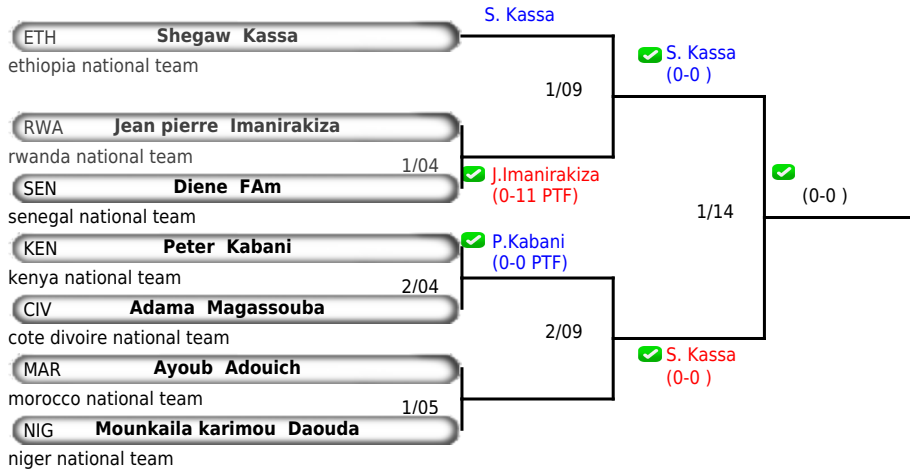 S. Kassa
ETH Shegaw Kassa
ethiopia national team
S. Kassa
(0-0 )
1/09
RWA Jean pierre Imanirakiza
rwanda national team
1/04
J.Imanirakiza
(0-11 PTF)
SEN Diene FAm
senegal national team
(0-0 )
1/14
KEN Peter Kabani
kenya national team
P.Kabani
(0-0 PTF)
2/04
CIV Adama Magassouba
cote divoire national team
2/09
S. Kassa
(0-0 )
MAR Ayoub Adouich
morocco national team
1/05
NIG Mounkaila karimou Daouda
niger national team